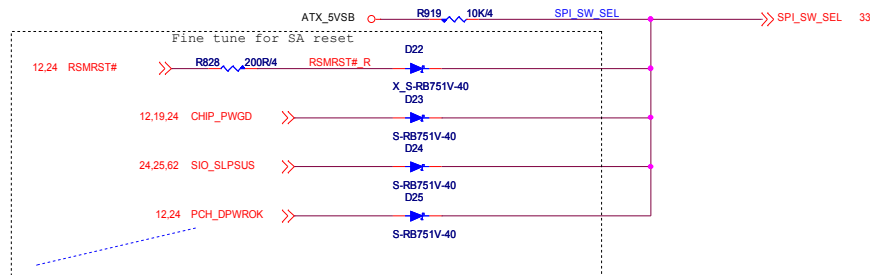 ATX_5VSB R919 10K/4 SPI_SW_SEL SPI_SW_SEL 33
Fine tune for SA reset
D22
12,24 RSMRST# R828 200R/4 RSMRST#_R
X_S-RB751V-40
D23
12,19,24 CHIP_PWGD
S-RB751V-40
D24
24,25,62 SIO_SLPSUS
S-RB751V-40
D25
12,24 PCH_DPWROK
S-RB751V-40